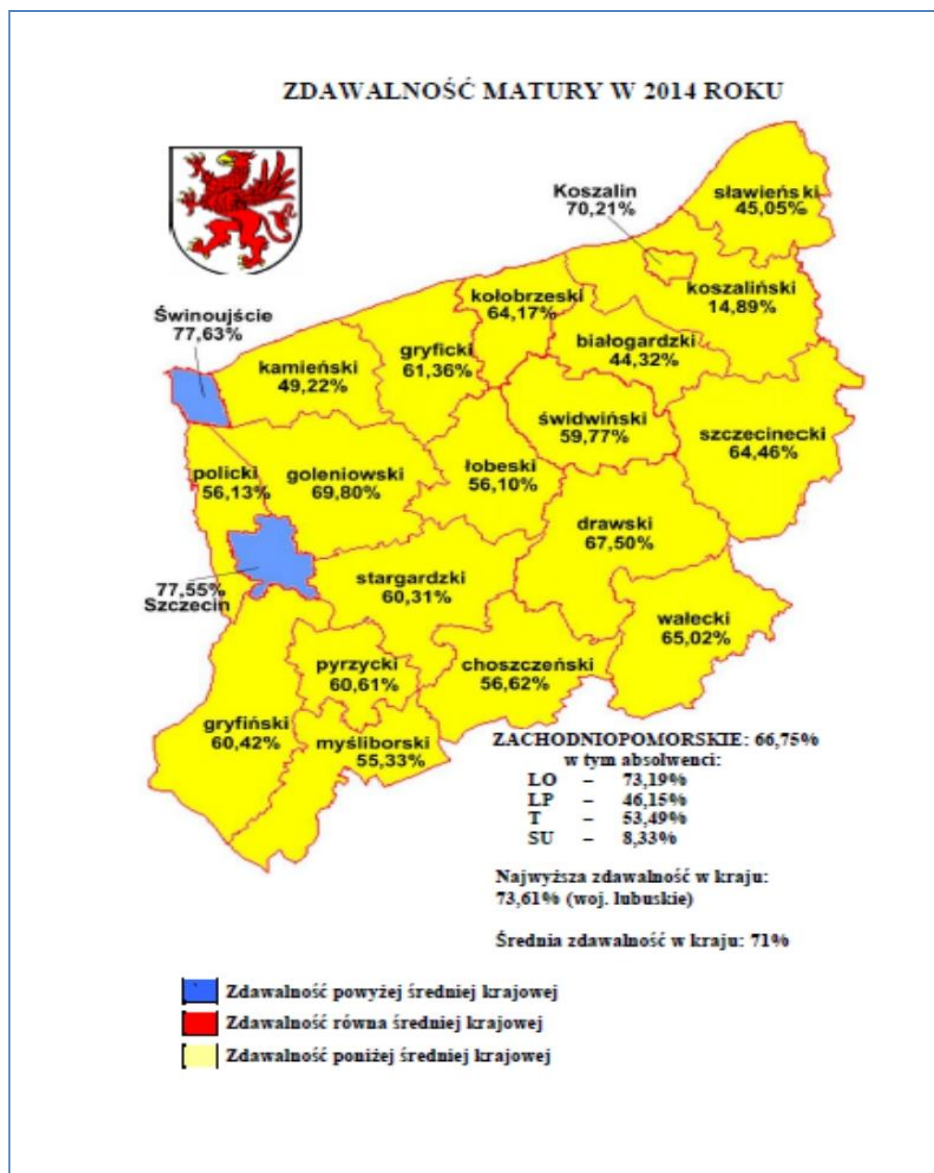 ZDAWALNOŚĆ MATURY W 2014 ROKU
Koszalin
70,21%
sławieński
45,05%
koszaliński
14,89%
kołobrzeski
64,17%
Świnoujście
77,63%
białogardzki
44,32%
gryficki
61,36%
kamieński
49,22%
świdwiński
59,77%
szczecinecki
64,46%
policki
56,13%
goleniowski
69,80%
łobeski
56,10%
drawski
67,50%
77,55%
Szczecin
stargardzki
60,31%
wałecki
65,02%
pyrzycki
60,61%
choszczeński
56,62%
gryfiński
60,42%
myśliborski
55,33%
ZACHODNIOPOMORSKIE: 66,75%
w tym absolwenci:
LO – 73,19%
LP – 46,15%
T – 53,49%
SU – 8,33%
Najwyższa zdawalność w kraju:
73,61% (woj. lubuskie)
Średnia zdawalność w kraju: 71%
Zdawalność powyżej średniej krajowej
Zdawalność równa średniej krajowej
Zdawalność poniżej średniej krajowej